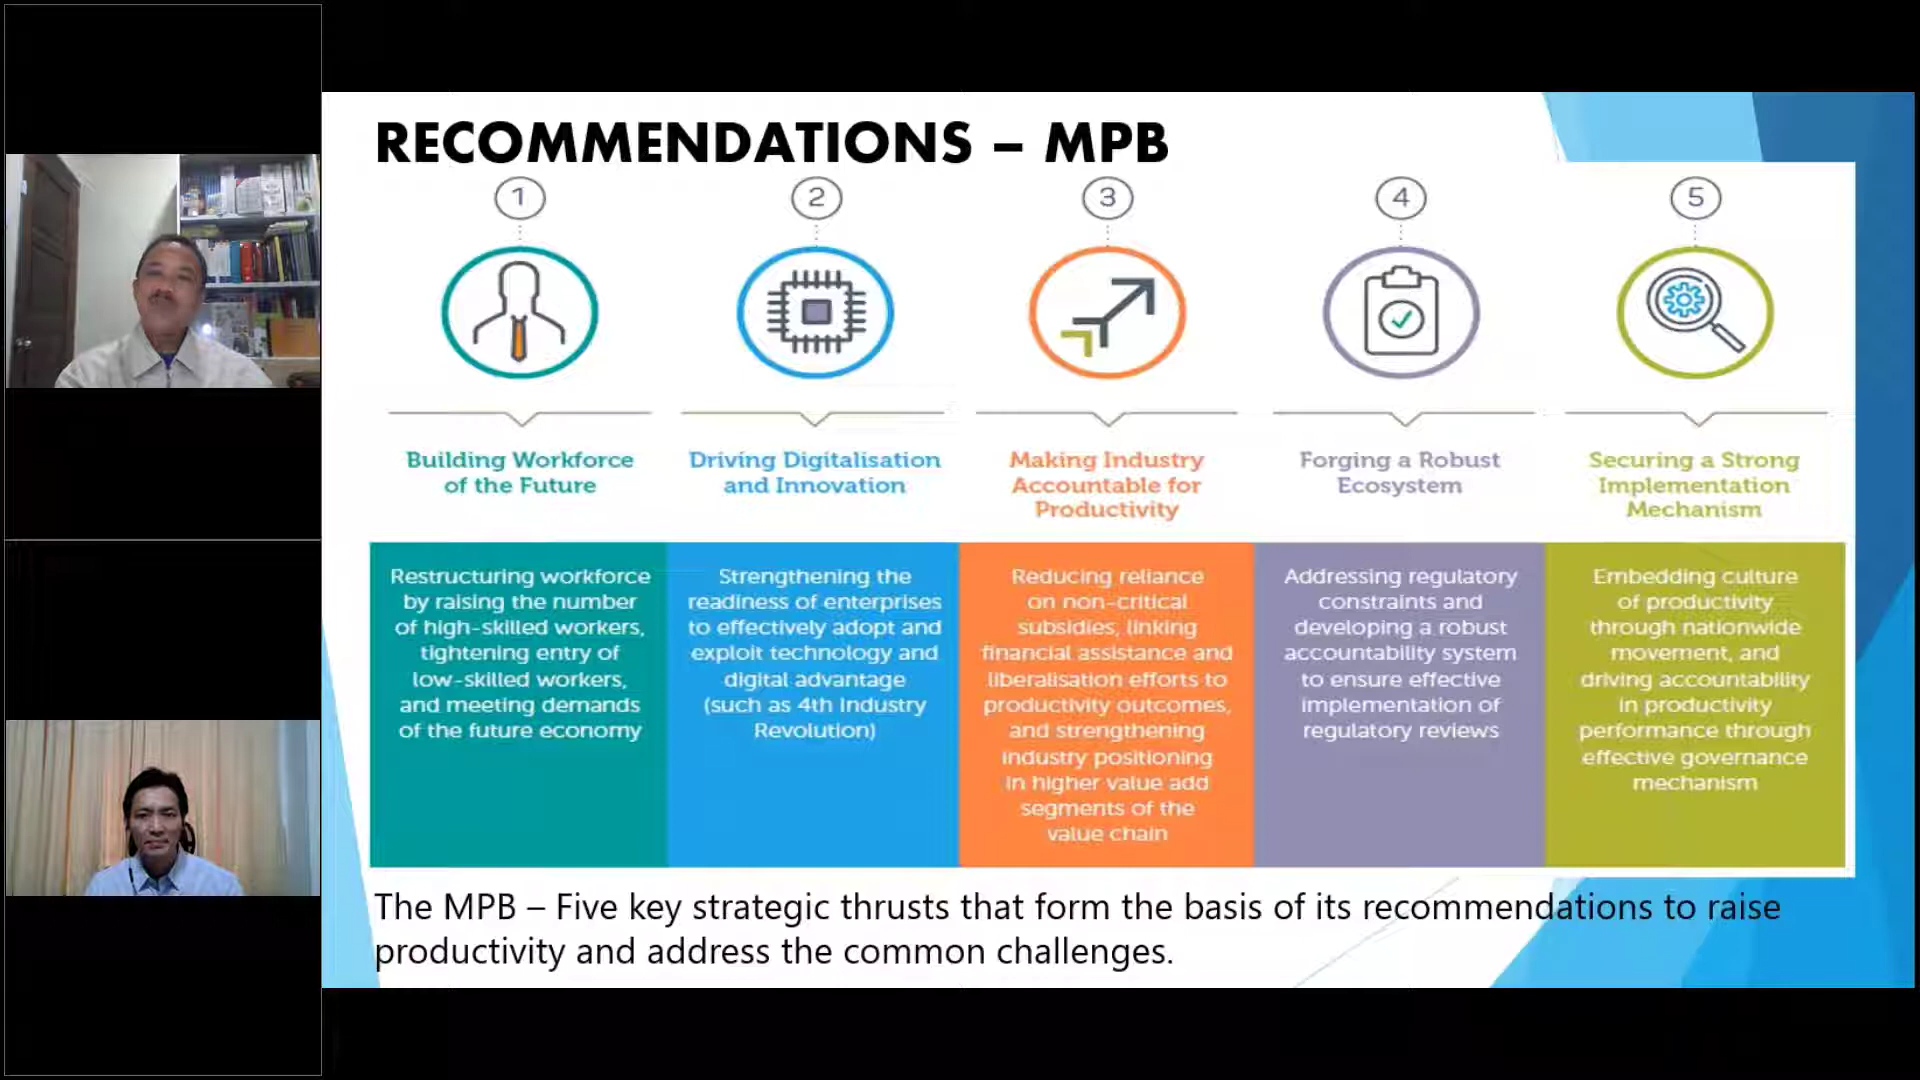 RECOMMENDATIONS – MPB
1
2
3
4
5
Building Workforce
of the Future
Driving Digitalisation
and Innovation
Making Industry
Accountable for
Productivity
Forging a Robust
Ecosystem
Securing a Strong
Implementation
Mechanism
Restructuring workforce
by raising the number
of high-skilled workers,
tightening entry of
low-skilled workers,
and meeting demands
of the future economy
Strengthening the
readiness of enterprises
to effectively adopt and
exploit technology and
digital advantage
(such as 4th Industry
Revolution)
Reducing reliance
on non-critical
subsidies, linking
financial assistance and
liberalisation efforts to
productivity outcomes,
and strengthening
industry positioning
in higher value add
segments of the
value chain
Addressing regulatory
constraints and
developing a robust
accountability system
to ensure effective
implementation of
regulatory reviews
Embedding culture
of productivity
through nationwide
movement, and
driving accountability
in productivity
performance through
effective governance
mechanism
The MPB – Five key strategic thrusts that form the basis of its recommendations to raise
productivity and address the common challenges.